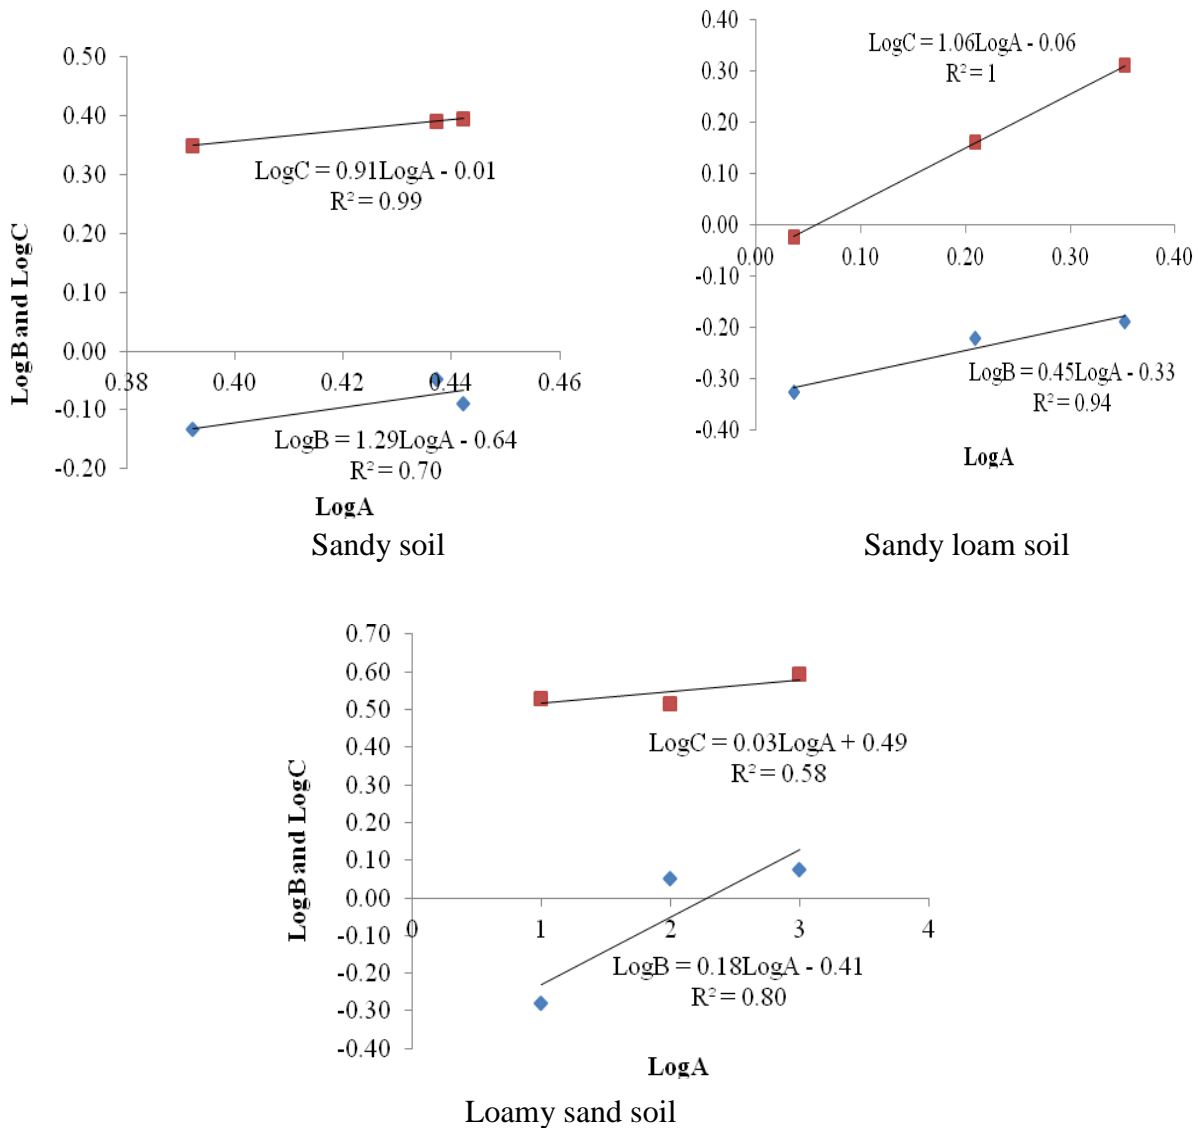 0.50
0.40
0.30
0.20
0.10
0.00
-0.10
-0.20
0.38
0.40
0.42
0.44
0.46
LogB and LogC
LogC = 0.91LogA - 0.01
R² = 0.99
LogB = 1.29LogA - 0.64
R² = 0.70
LogA
Sandy soil
0.40
0.30
0.20
0.10
0.00
-0.10
-0.20
-0.30
-0.40
0.00
0.10
0.20
0.30
0.40
LogC = 1.06LogA - 0.06
R² = 1
LogB = 0.45LogA - 0.33
R² = 0.94
LogA
Sandy loam soil
0.70
0.60
0.50
0.40
0.30
0.20
0.10
0.00
-0.10
-0.20
-0.30
-0.40
0
1
2
3
4
LogB and LogC
LogC = 0.03LogA + 0.49
R² = 0.58
LogB = 0.18LogA - 0.41
R² = 0.80
LogA
Loamy sand soil